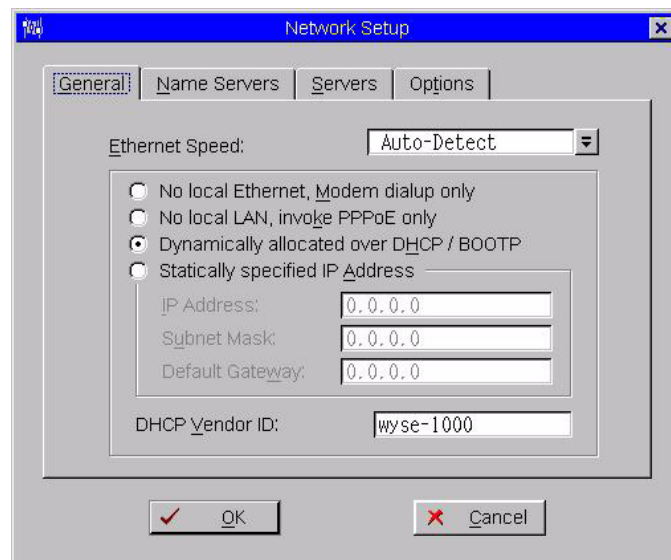 Network Setup
General Name Servers Servers Options
Ethernet Speed: Auto-Detect
No local Ethernet, Modem dialup only
No local LAN, invoke PPPoE only
Dynamically allocated over DHCP / BOOTP
Statically specified IP Address
IP Address: 0.0.0.0
Subnet Mask: 0.0.0.0
Default Gateway: 0.0.0.0
DHCP Vendor ID: wyse-1000
OK Cancel